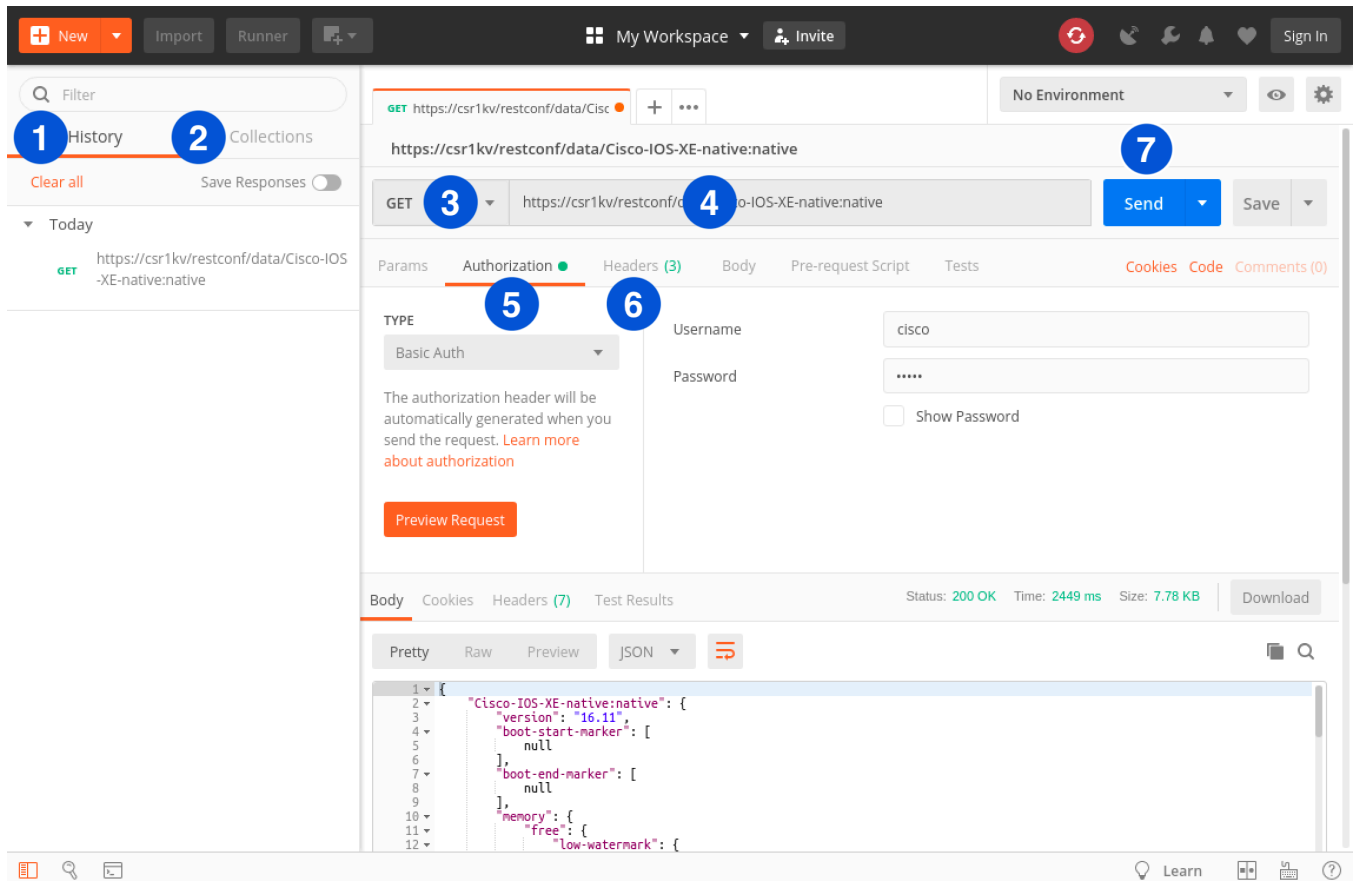 New Import Runner My Workspace Invite Sign In
Filter
1 History 2 Collections
Clear all Save Responses
Today
GET https://csr1kv/restconf/data/Cisco-IOS
-XE-native:native
GET https://csr1kv/restconf/data/Cisc + ••• No Environment
https://csr1kv/restconf/data/Cisco-IOS-XE-native:native 7
GET 3 https://csr1kv/restconf/ 4 o-IOS-XE-native:native Send Save
Params Authorization Headers (3) Body Pre-request Script Tests Cookies Code Comments (0)
5 6
TYPE
Basic Auth
The authorization header will be
automatically generated when you
send the request. Learn more
about authorization
Preview Request
Username cisco
Password •••••
Show Password
Body Cookies Headers (7) Test Results Status: 200 OK Time: 2449 ms Size: 7.78 KB Download
Pretty Raw Preview JSON
1 {
2 "Cisco-IOS-XE-native:native": {
3 "version": "16.11",
4 "boot-start-marker": [
5 null
6 ],
7 "boot-end-marker": [
8 null
9 ],
10 "memory": {
11 "free": {
12 "low-watermark": {
Learn ?